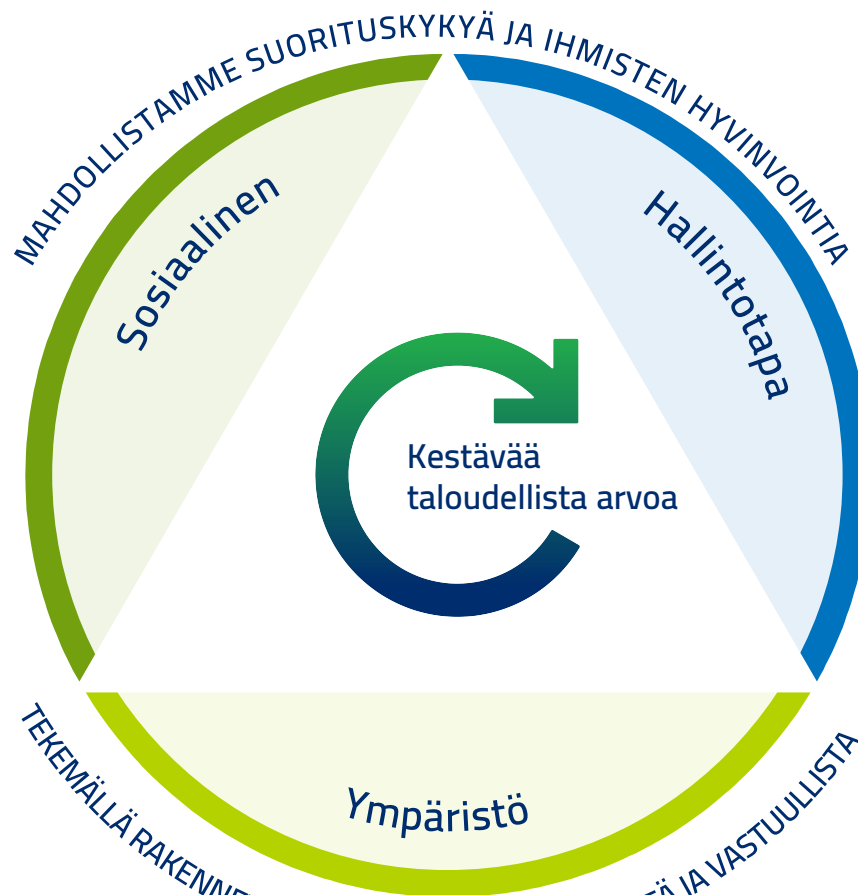 MAHDOLLISTAMME SUORITUSKYKYÄ JA IHMISTEN HYVINVOINTIA
Sosiaalinen
Hallintotapa
Kestävää
taloudellista arvoa
Ympäristö
TEKEMÄLLÄ JA VASTUULLISTA